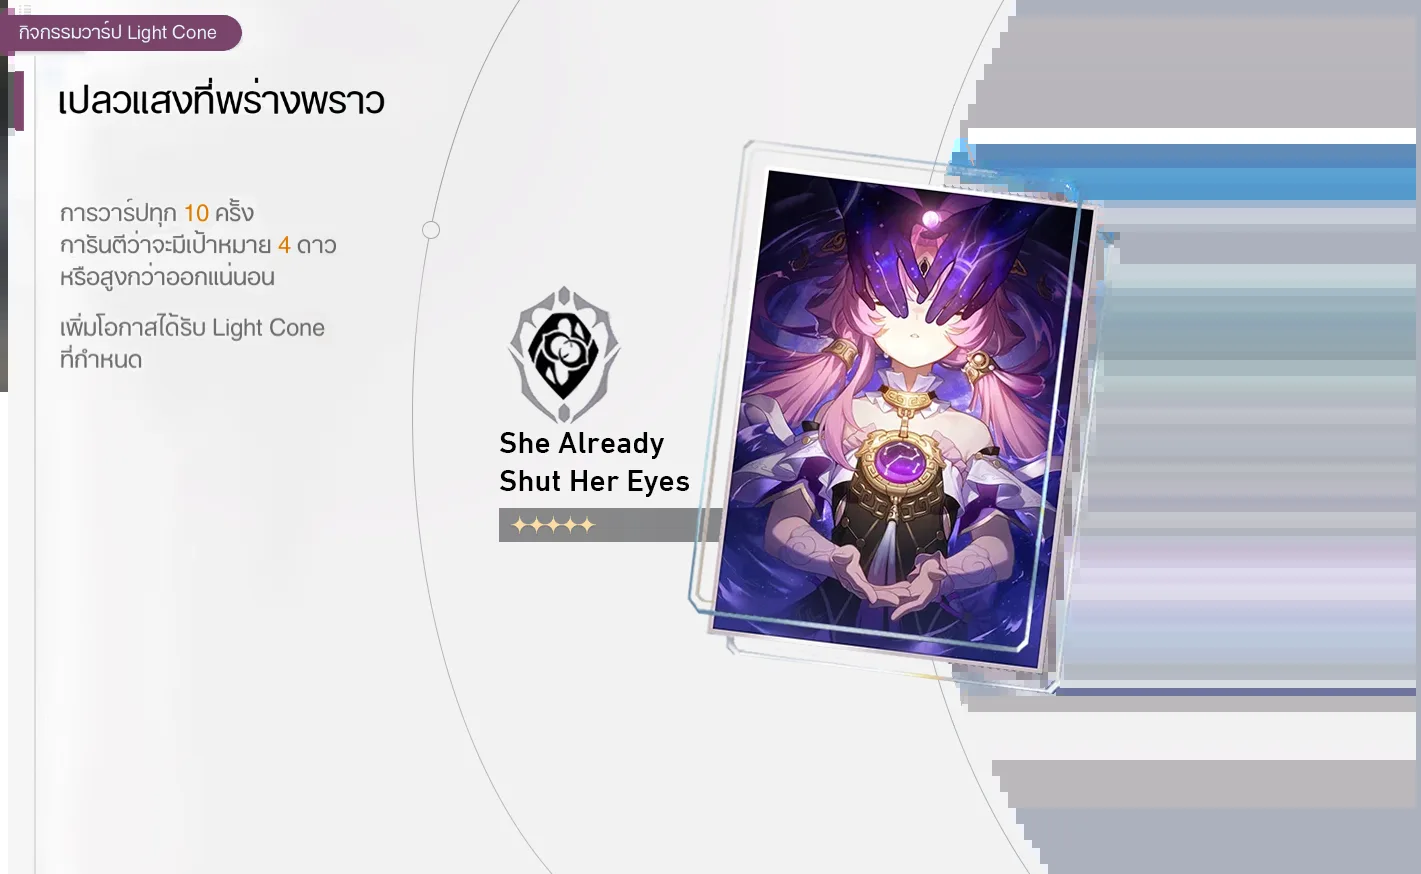 กิจกรรมวาร์ป Light Cone
เปลวแสงที่พร่างพราว
การวาร์ปทุก 10 ครั้ง
การันตีว่าจะมีเป้าหมาย 4 ดาว
หรือสูงกว่าออกแน่นอน
เพิ่มโอกาสได้รับ Light Cone
ที่กำหนด
She Already
Shut Her Eyes